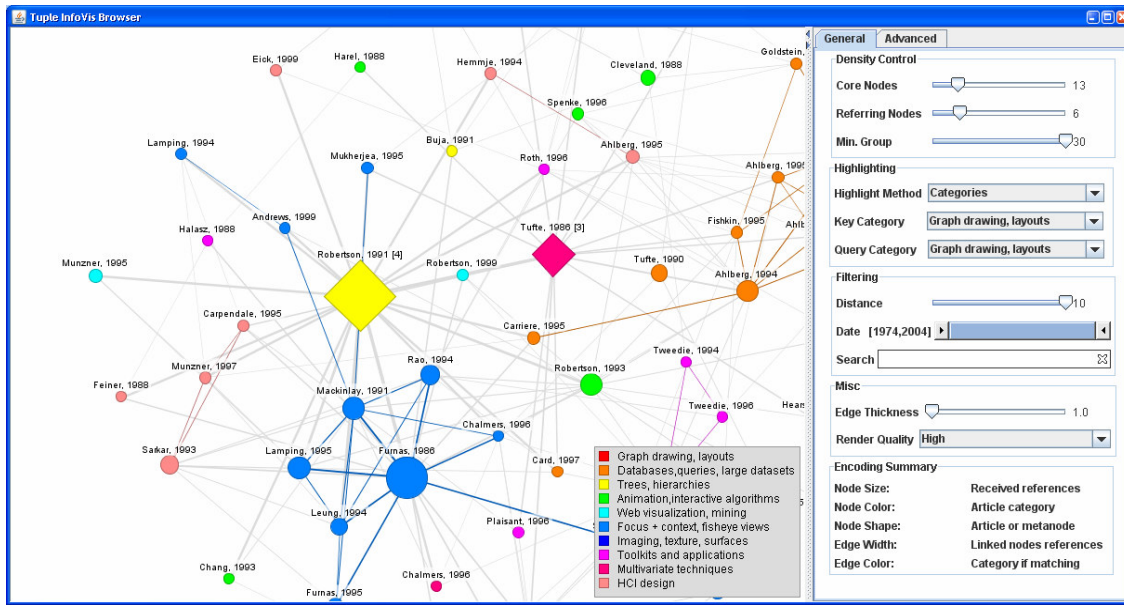 Tuple InfoVis Browser
Eick, 1999
Harel, 1988
Hemmje, 1994
Cleveland, 1988
Goldstein,
Spenke, 1996
Lamping, 1994
Mukherjea, 1995
Buja, 1991
Roth, 1996
Ahlberg, 1995
Ahlberg, 1995
Andrews, 1999
Halasz, 1988
Tufte, 1986 [3]
Fishkin, 1995
Ahlb
Munzner, 1995
Robertson, 1991 [4]
Robertson, 1999
Tufte, 1990
Ahlberg, 1994
Carpendale, 1995
Carriere, 1995
Munzner, 1997
Rao, 1994
Robertson, 1993
Tweedie, 1994
Feiner, 1988
Mackinlay, 1991
Tweedie, 1996
Hears
Chalmers, 1996
Sarkar, 1993
Lamping, 1995
Furnas, 1986
Card, 1997
Leung, 1994
Plaisant, 1996
Chang, 1993
Chalmers, 1996
Furnas, 1995
Graph drawing, layouts
Databases,queries, large datasets
Trees, hierarchies
Animation,interactive algorithms
Web visualization, mining
Focus + context, fisheye views
Imaging, texture, surfaces
Toolkits and applications
Multivariate techniques
HCI design
General Advanced
Density Control
Core Nodes 13
Referring Nodes 6
Min. Group 30
Highlighting
Highlight Method Categories
Key Category Graph drawing, layouts
Query Category Graph drawing, layouts
Filtering
Distance 10
Date [1974,2004]
Search
Misc
Edge Thickness 1.0
Render Quality High
Encoding Summary
Node Size: Received references
Node Color: Article category
Node Shape: Article or metanode
Edge Width: Linked nodes references
Edge Color: Category if matching